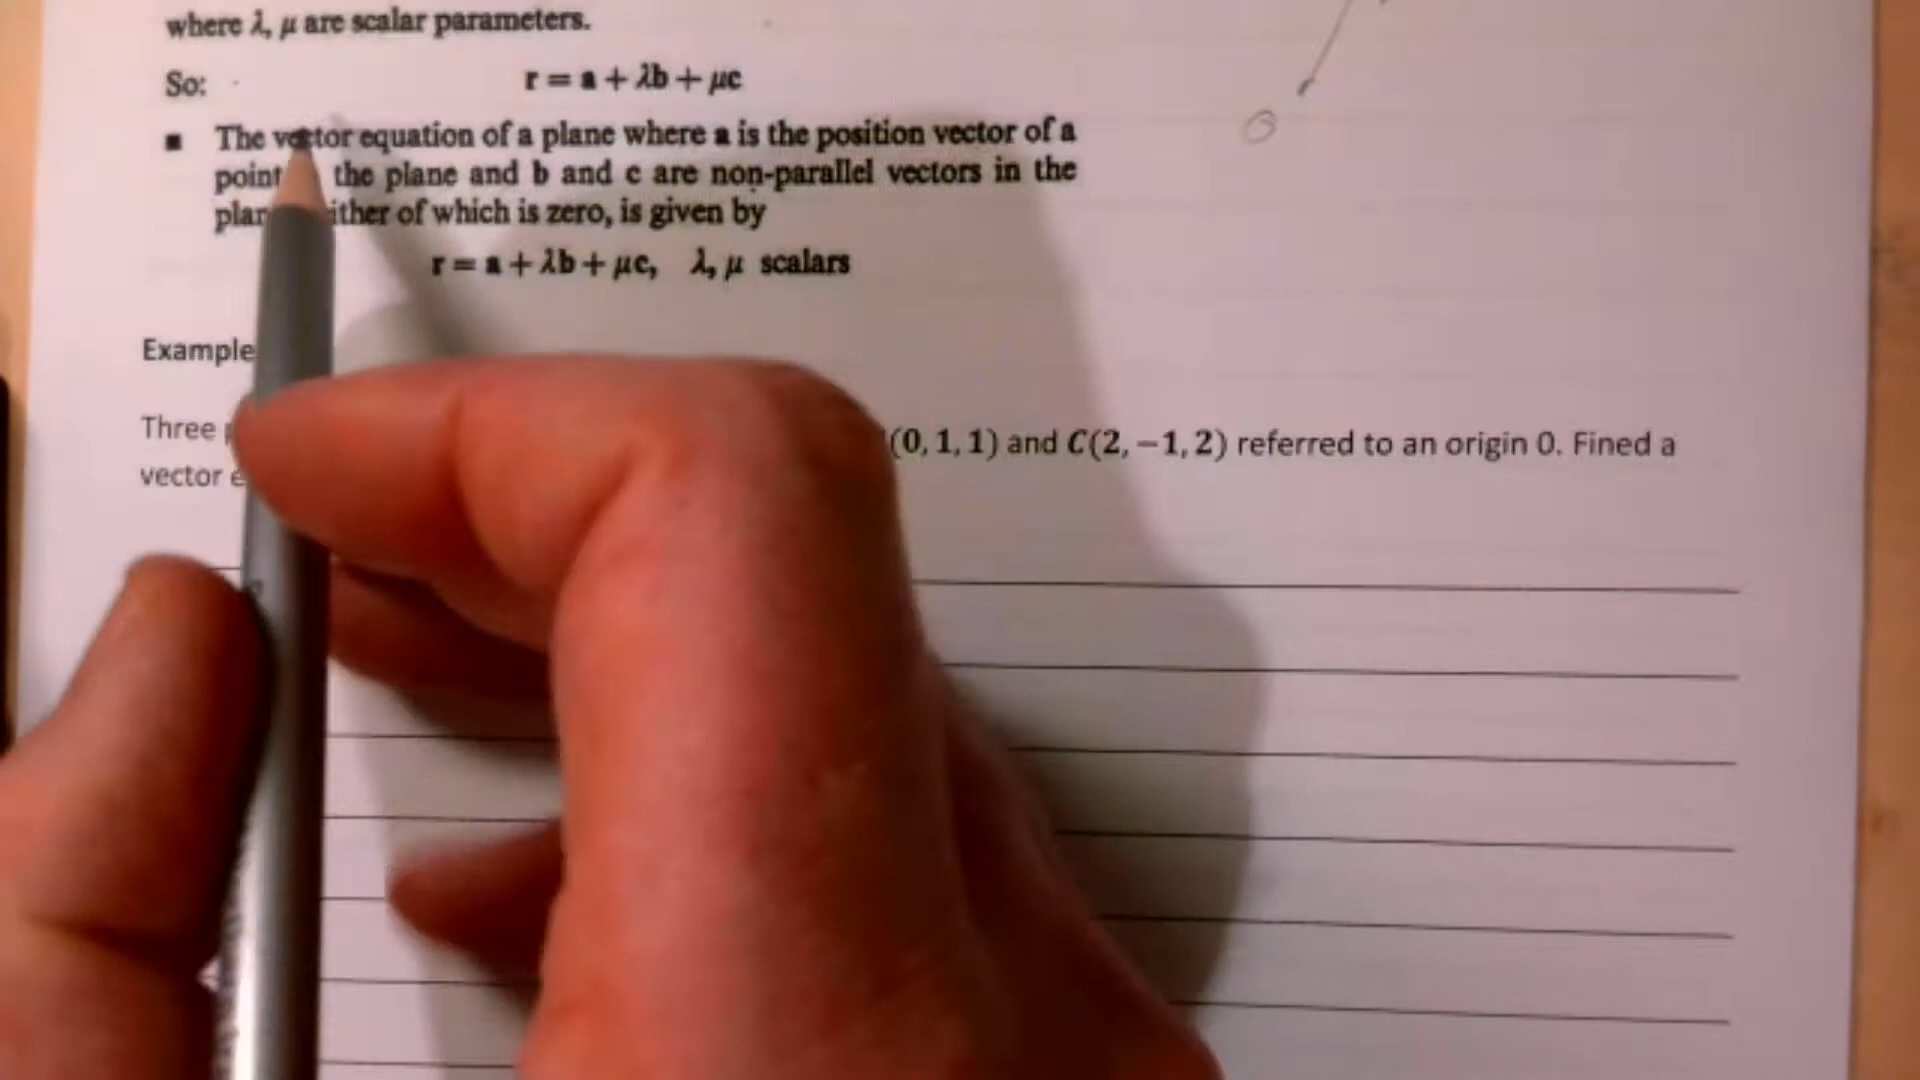 where λ, μ are scalar parameters.
So: r = a + λb + μc
■ The vector equation of a plane where a is the position vector of a
point the plane and b and c are non-parallel vectors in the
ither of which is zero, is given by
r = a + λb + μc, λ, μ scalars
Example
Three (0, 1, 1) and C(2, −1, 2) referred to an origin 0. Fined a
vector
O